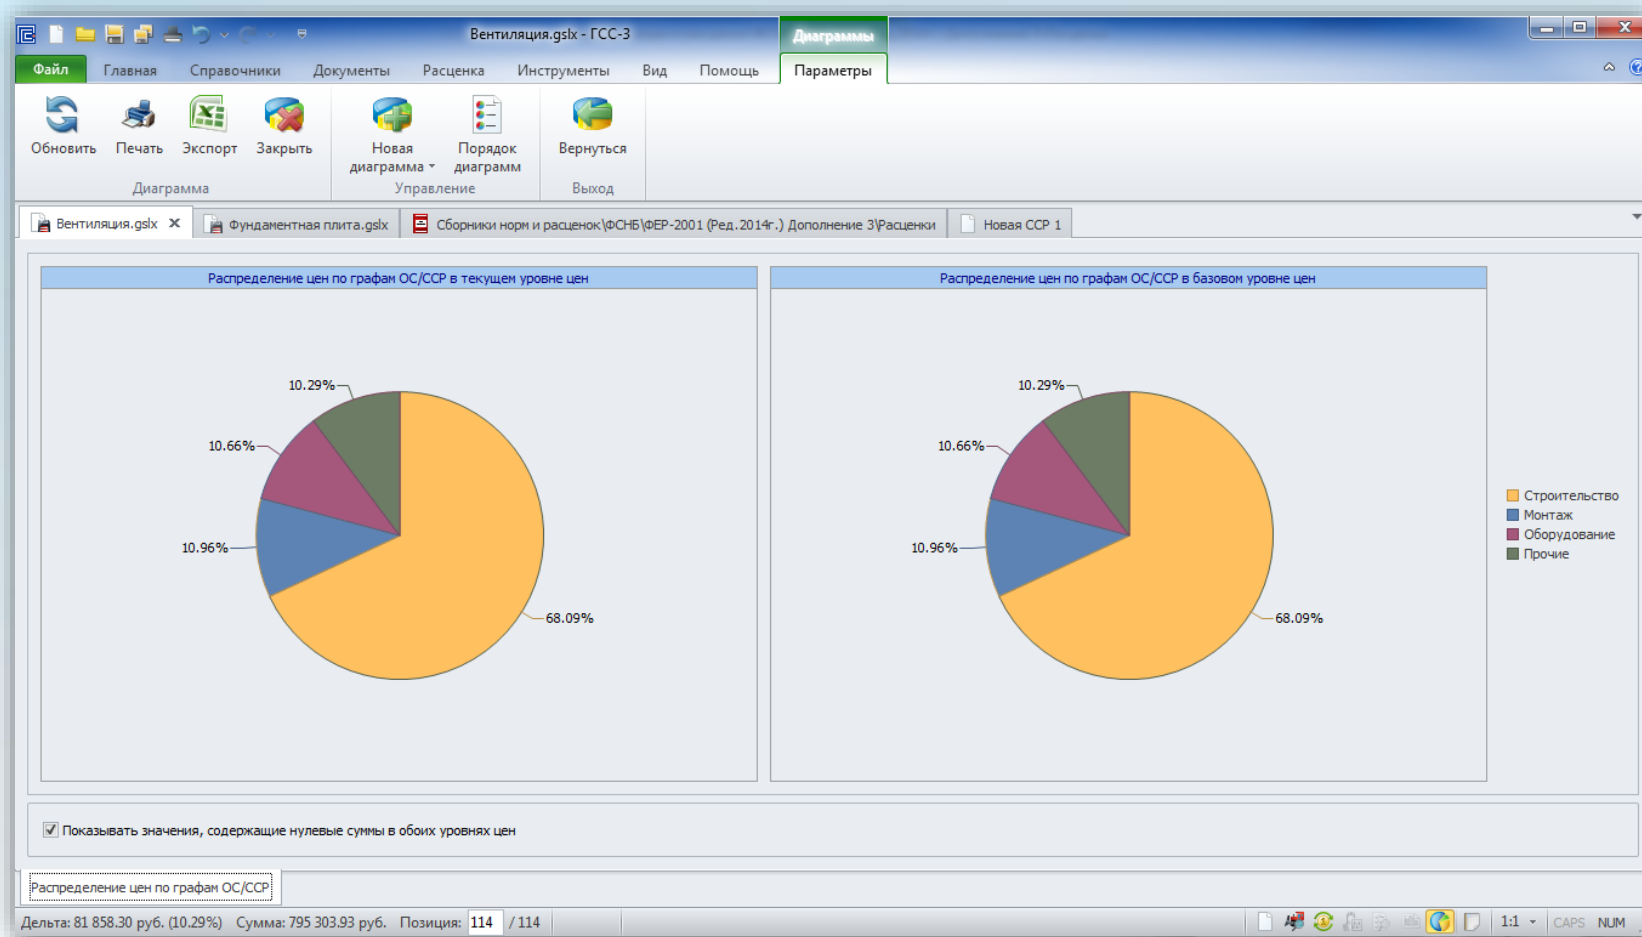 Вентиляция.gslx - ГСС-3
Диаграммы
Файл Главная Справочники Документы Расценка Инструменты Вид Помощь Параметры
Обновить Печать Экспорт Закрыть Новая диаграмма Порядок диаграмм Вернуться
Диаграмма Управление Выход
Вентиляция.gslx Фундаментная плита.gslx Сборники норм и расценок\ФСНБ\ФЕР-2001 (Ред.2014г.) Дополнение 3\Расценки Новая ССР 1
Распределение цен по графам ОС/ССР в текущем уровне цен
10.29%
10.66%
10.96%
68.09%
Распределение цен по графам ОС/ССР в базовом уровне цен
10.29%
10.66%
10.96%
68.09%
Строительство
Монтаж
Оборудование
Прочие
Показывать значения, содержащие нулевые суммы в обоих уровнях цен
Распределение цен по графам ОС/ССР
Дельта: 81 858.30 руб. (10.29%) Сумма: 795 303.93 руб. Позиция: 114 / 114 1:1 CAPS NUM